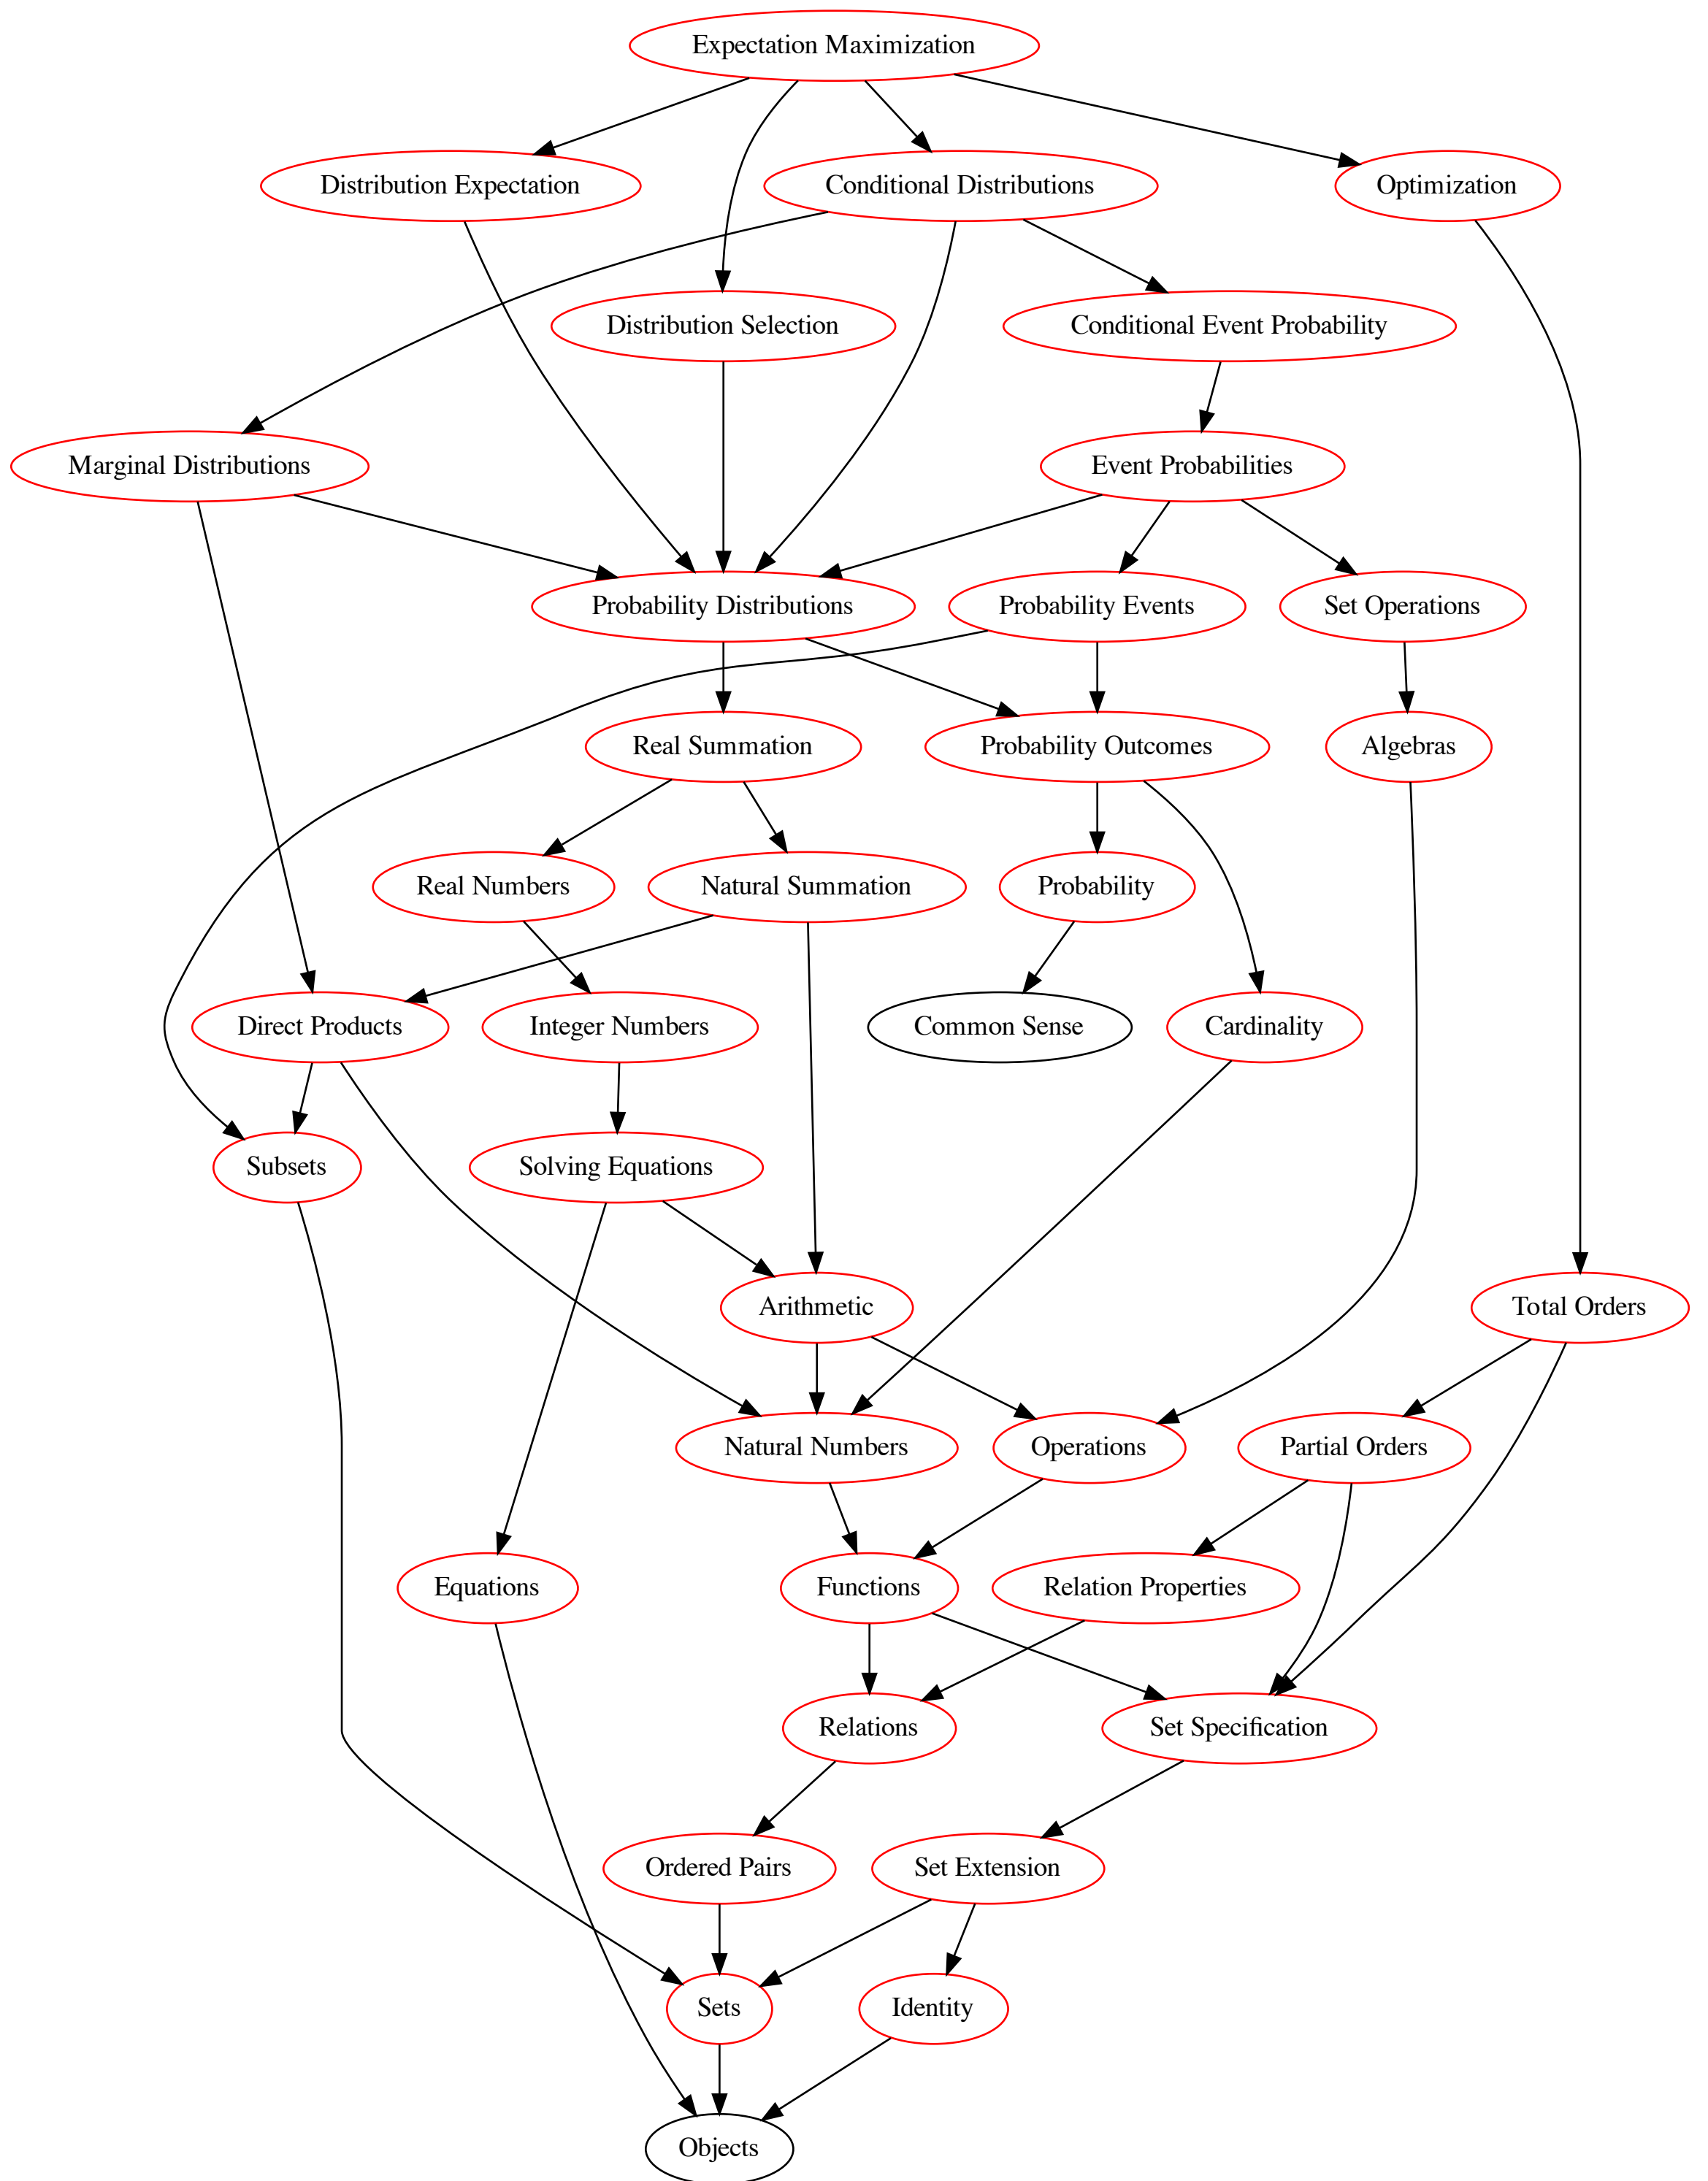 Expectation Maximization
Distribution Expectation
Conditional Distributions
Optimization
Distribution Selection
Conditional Event Probability
Marginal Distributions
Event Probabilities
Probability Distributions
Probability Events
Set Operations
Real Summation
Probability Outcomes
Algebras
Real Numbers
Natural Summation
Probability
Direct Products
Integer Numbers
Common Sense
Cardinality
Subsets
Solving Equations
Arithmetic
Total Orders
Natural Numbers
Operations
Partial Orders
Equations
Functions
Relation Properties
Relations
Set Specification
Ordered Pairs
Set Extension
Sets
Identity
Objects